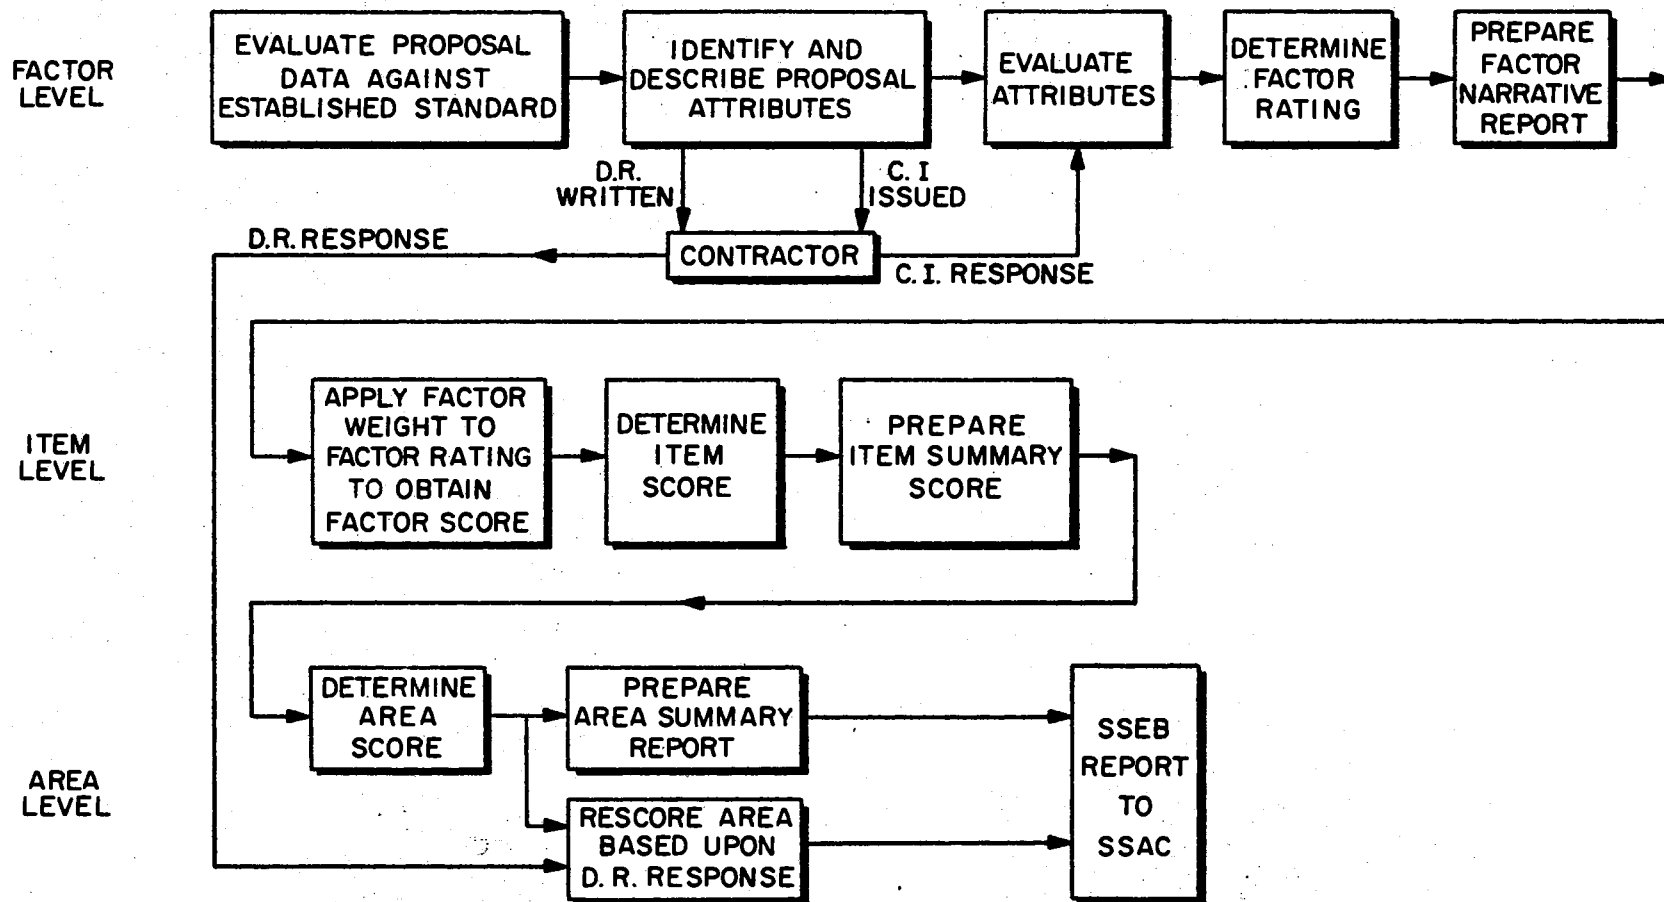 FACTOR
LEVEL
EVALUATE PROPOSAL
DATA AGAINST
ESTABLISHED STANDARD
IDENTIFY AND
DESCRIBE PROPOSAL
ATTRIBUTES
EVALUATE
ATTRIBUTES
DETERMINE
FACTOR
RATING
PREPARE
FACTOR
NARRATIVE
REPORT
D.R.
WRITTEN
C. I
ISSUED
D.R. RESPONSE
CONTRACTOR
C. I. RESPONSE
ITEM
LEVEL
APPLY FACTOR
WEIGHT TO
FACTOR RATING
TO OBTAIN
FACTOR SCORE
DETERMINE
ITEM
SCORE
PREPARE
ITEM SUMMARY
SCORE
AREA
LEVEL
DETERMINE
AREA
SCORE
PREPARE
AREA SUMMARY
REPORT
RESCORE AREA
BASED UPON
D. R. RESPONSE
SSEB
REPORT
TO
SSAC